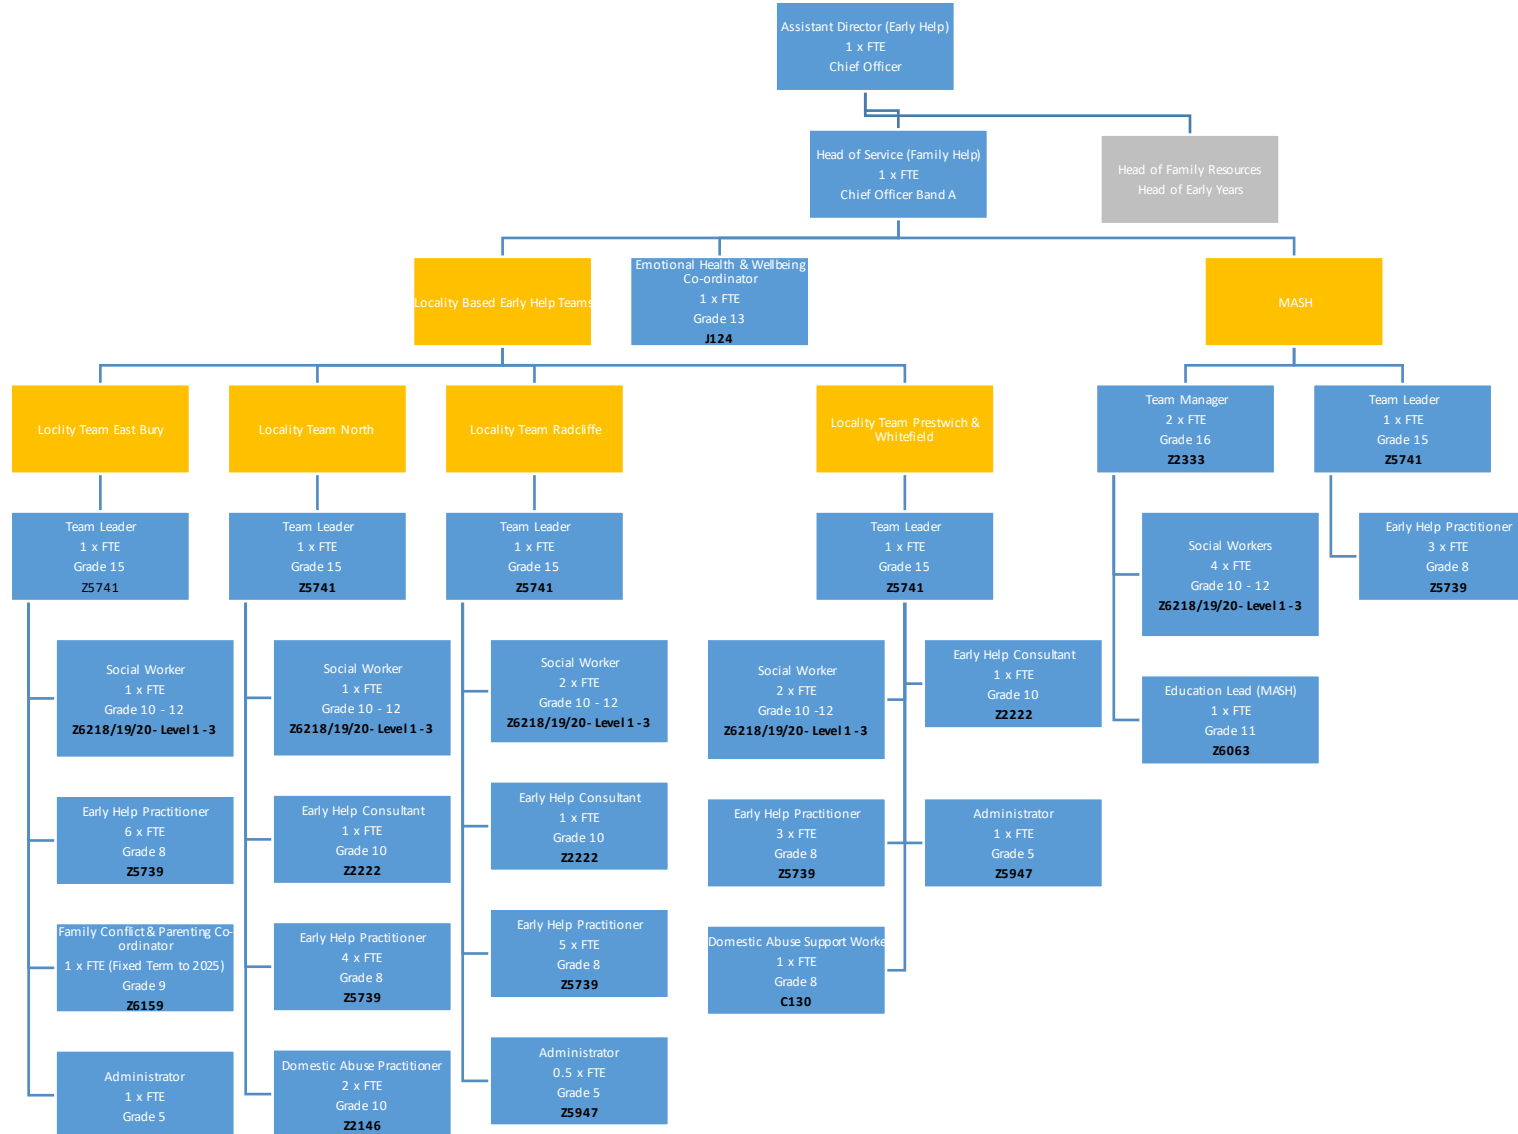 Assistant Director (Early Help)
1 x FTE
Chief Officer
Head of Service (Family Help)
1 x FTE
Chief Officer Band A
Head of Family Resources
Head of Early Years
Locality Based Early Help Teams
Emotional Health & Wellbeing
Co-ordinator
1 x FTE
Grade 13
J124
MASH
Loclity Team East Bury
Locality Team North
Locality Team Radcliffe
Locality Team Prestwich &
Whitefield
Team Manager
2 x FTE
Grade 16
Z2333
Team Leader
1 x FTE
Grade 15
Z5741
Team Leader
1 x FTE
Grade 15
Z5741
Team Leader
1 x FTE
Grade 15
Z5741
Team Leader
1 x FTE
Grade 15
Z5741
Team Leader
1 x FTE
Grade 15
Z5741
Social Workers
4 x FTE
Grade 10 - 12
Z6218/19/20- Level 1 -3
Early Help Practitioner
3 x FTE
Grade 8
Z5739
Social Worker
1 x FTE
Grade 10 - 12
Z6218/19/20- Level 1 -3
Social Worker
1 x FTE
Grade 10 - 12
Z6218/19/20- Level 1 -3
Social Worker
2 x FTE
Grade 10 - 12
Z6218/19/20- Level 1 -3
Social Worker
2 x FTE
Grade 10 -12
Z6218/19/20- Level 1 -3
Early Help Consultant
1 x FTE
Grade 10
Z2222
Education Lead (MASH)
1 x FTE
Grade 11
Z6063
Early Help Practitioner
6 x FTE
Grade 8
Z5739
Early Help Consultant
1 x FTE
Grade 10
Z2222
Early Help Consultant
1 x FTE
Grade 10
Z2222
Early Help Practitioner
3 x FTE
Grade 8
Z5739
Administrator
1 x FTE
Grade 5
Z5947
Family Conflict & Parenting Co-
ordinator
1 x FTE (Fixed Term to 2025)
Grade 9
Z6159
Early Help Practitioner
4 x FTE
Grade 8
Z5739
Early Help Practitioner
5 x FTE
Grade 8
Z5739
Domestic Abuse Support Worke
1 x FTE
Grade 8
C130
Administrator
1 x FTE
Grade 5
Domestic Abuse Practitioner
2 x FTE
Grade 10
Z2146
Administrator
0.5 x FTE
Grade 5
Z5947